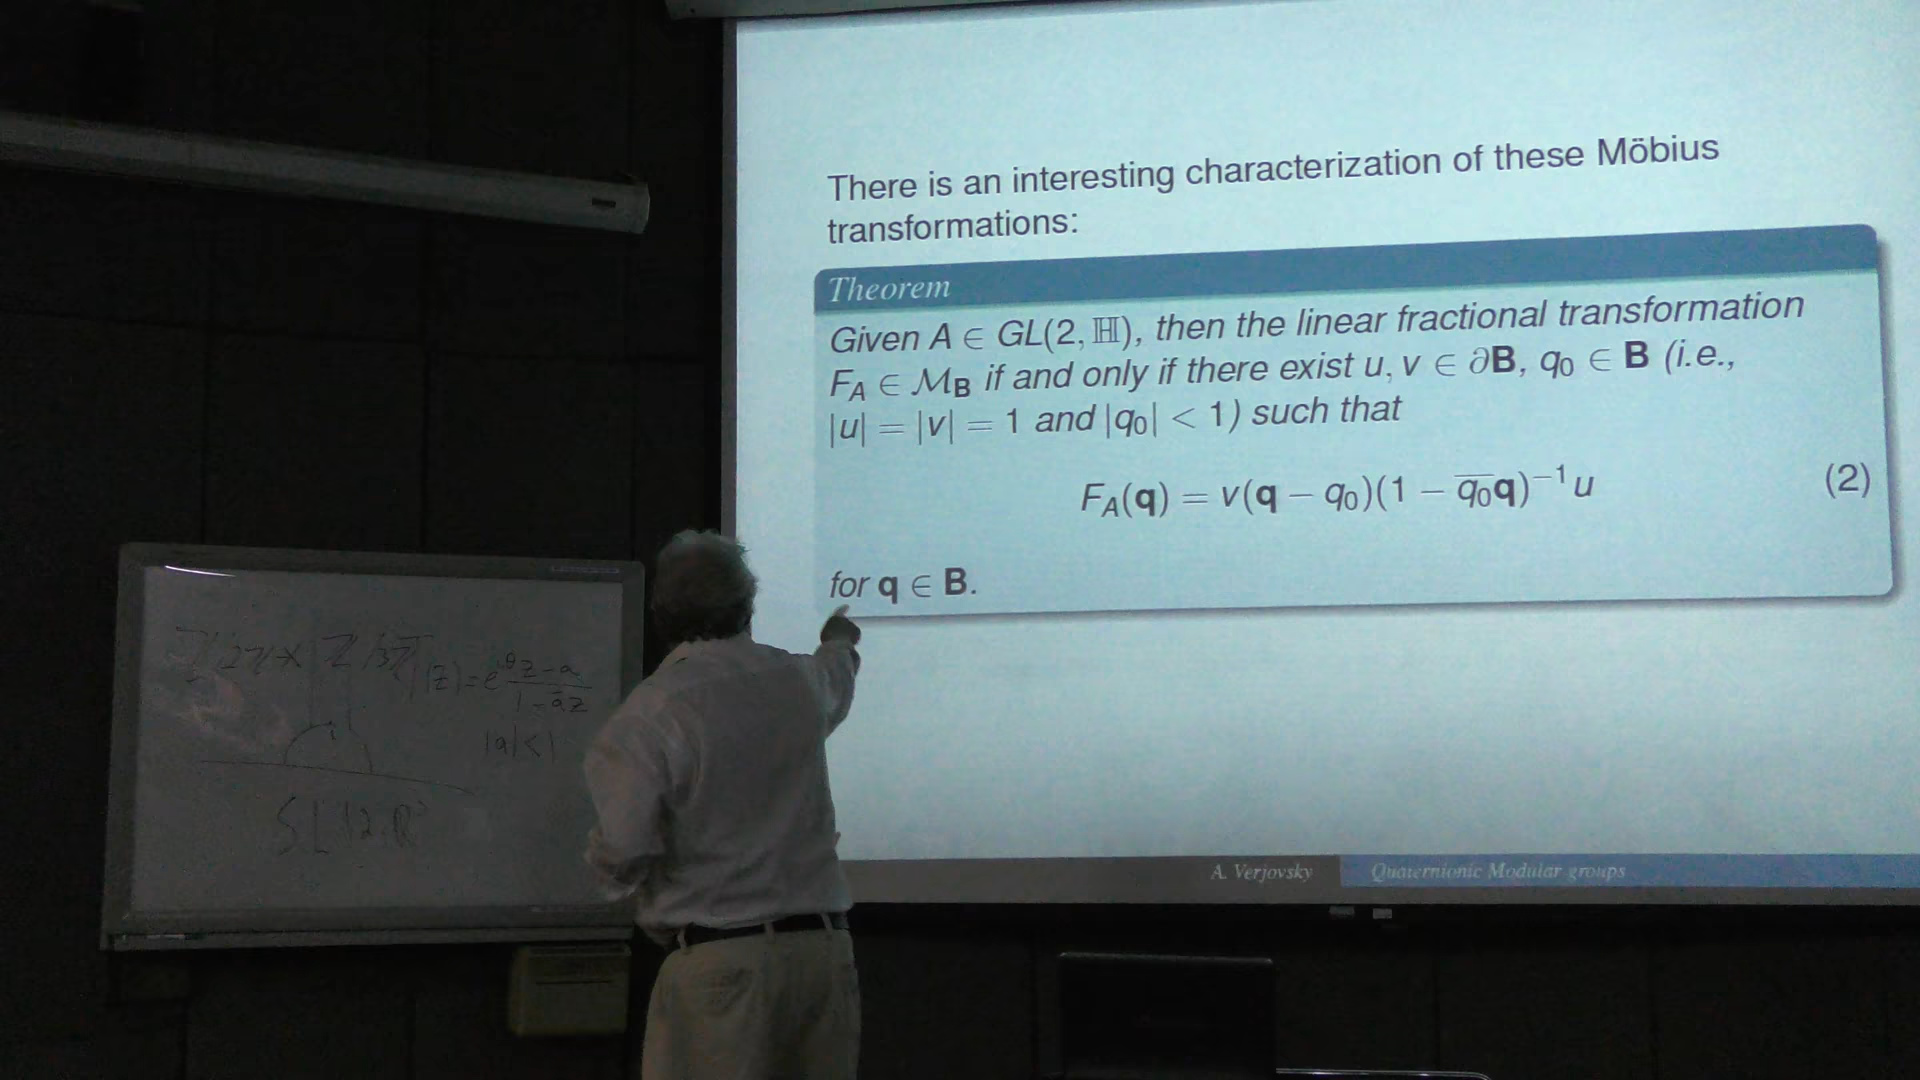 There is an interesting characterization of these Möbius
transformations:
Theorem
Given A ∈ GL(2, ℍ), then the linear fractional transformation
F_A ∈ M_B if and only if there exist u, v ∈ ∂B, q₀ ∈ B (i.e.,
|u| = |v| = 1 and |q₀| < 1) such that
F_A(q) = v(q − q₀)(1 − q̅₀q)⁻¹u (2)
for q ∈ B.
A. Verjovsky Quaternionic Modular groups
|a|<1